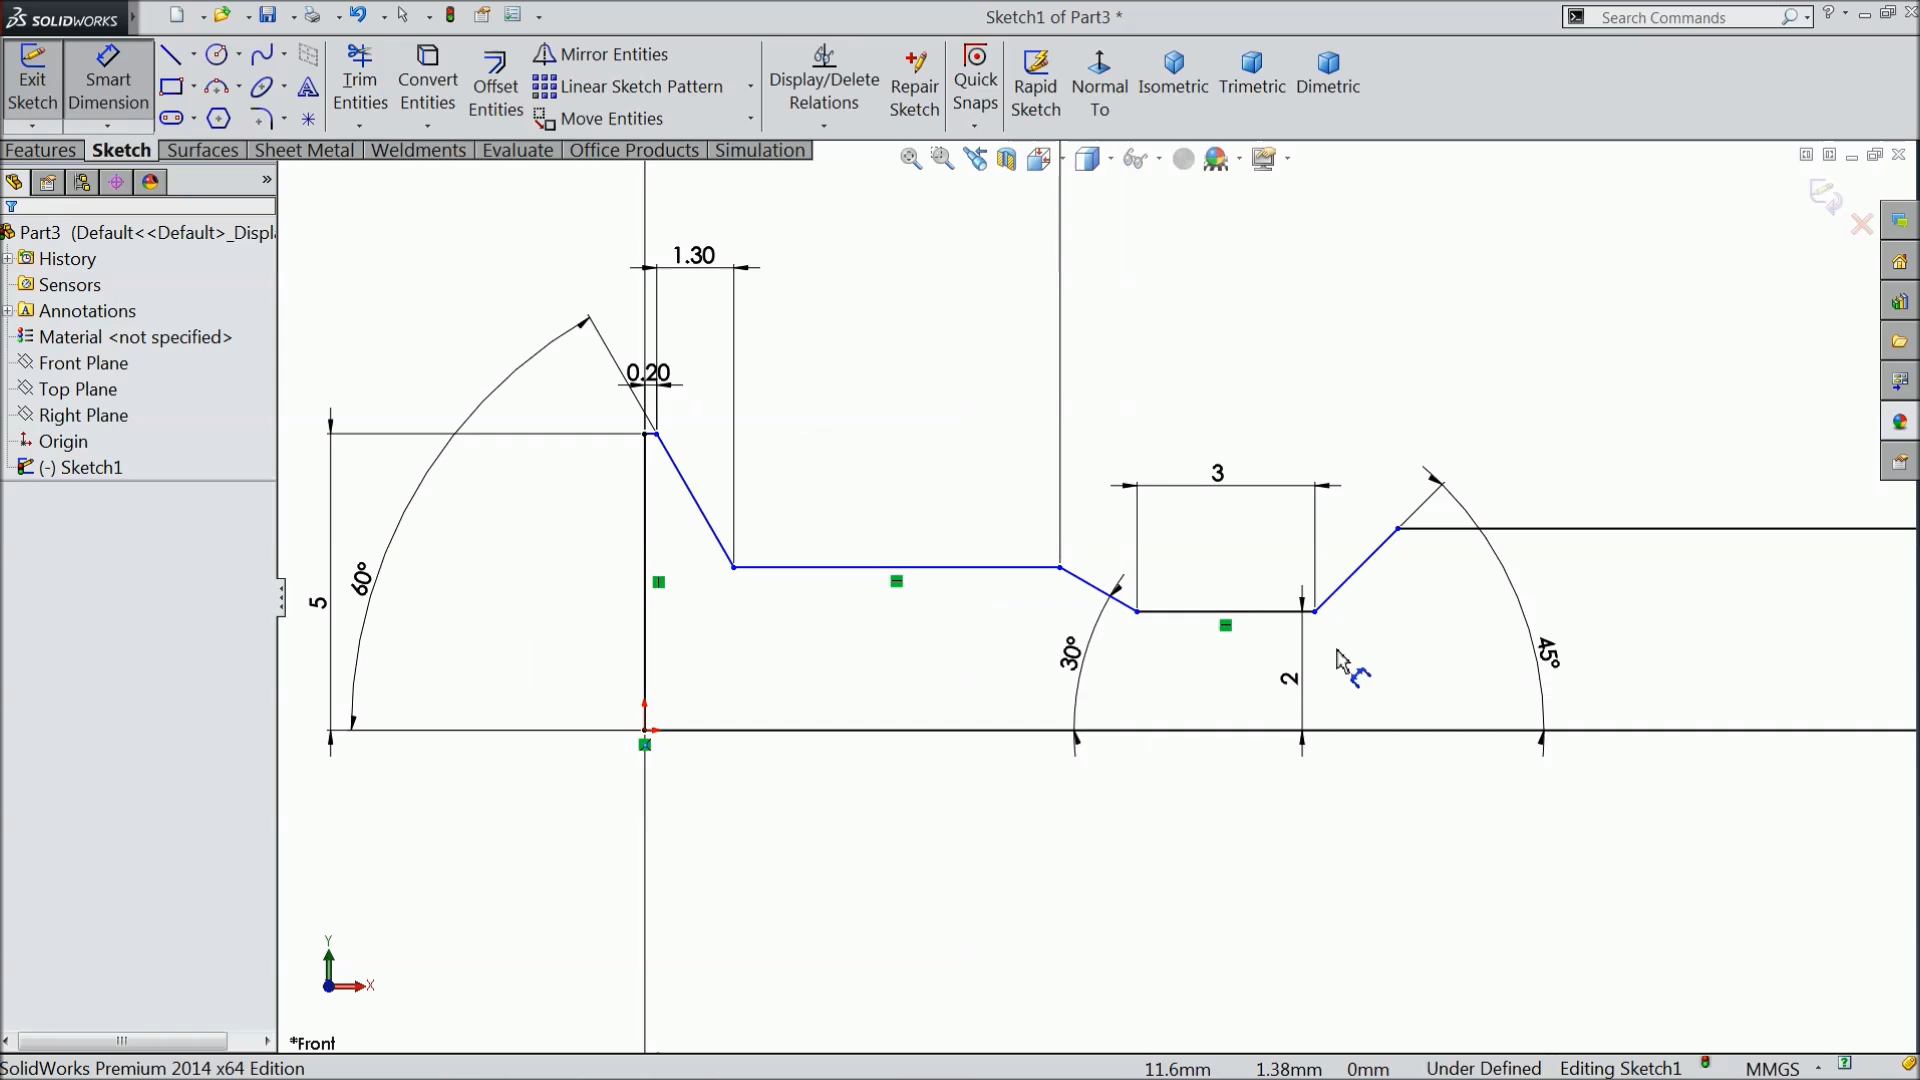 SOLIDWORKS
Sketch1 of Part3 *
Search Commands
Exit Sketch
Smart Dimension
Trim Entities
Convert Entities
Offset Entities
Mirror Entities
Linear Sketch Pattern
Move Entities
Display/Delete Relations
Repair Sketch
Quick Snaps
Rapid Sketch
Normal To
Isometric
Trimetric
Dimetric
Features
Sketch
Surfaces
Sheet Metal
Weldments
Evaluate
Office Products
Simulation
Part3 (Default<<Default>_Displ
History
Sensors
Annotations
Material <not specified>
Front Plane
Top Plane
Right Plane
Origin
(-) Sketch1
1.30
0.20
60°
5
3
30°
2
45°
Y
X
*Front
SolidWorks Premium 2014 x64 Edition
11.6mm
1.38mm
0mm
Under Defined
Editing Sketch1
MMGS